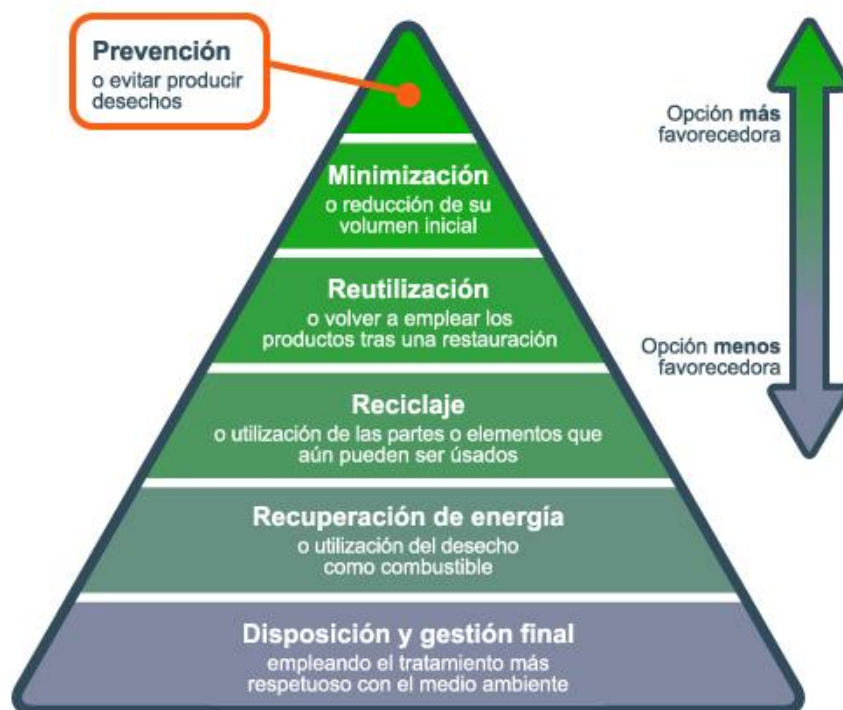 Prevención
o evitar producir
desechos
Opción más
favorecedora
Minimización
o reducción de su
volumen inicial
Reutilización
o volver a emplear los
productos tras una restauración
Opción menos
favorecedora
Reciclaje
o utilización de las partes o elementos que
aún pueden ser úsados
Recuperación de energía
o utilización del desecho
como combustible
Disposición y gestión final
empleando el tratamiento más
respetuoso con el medio ambiente